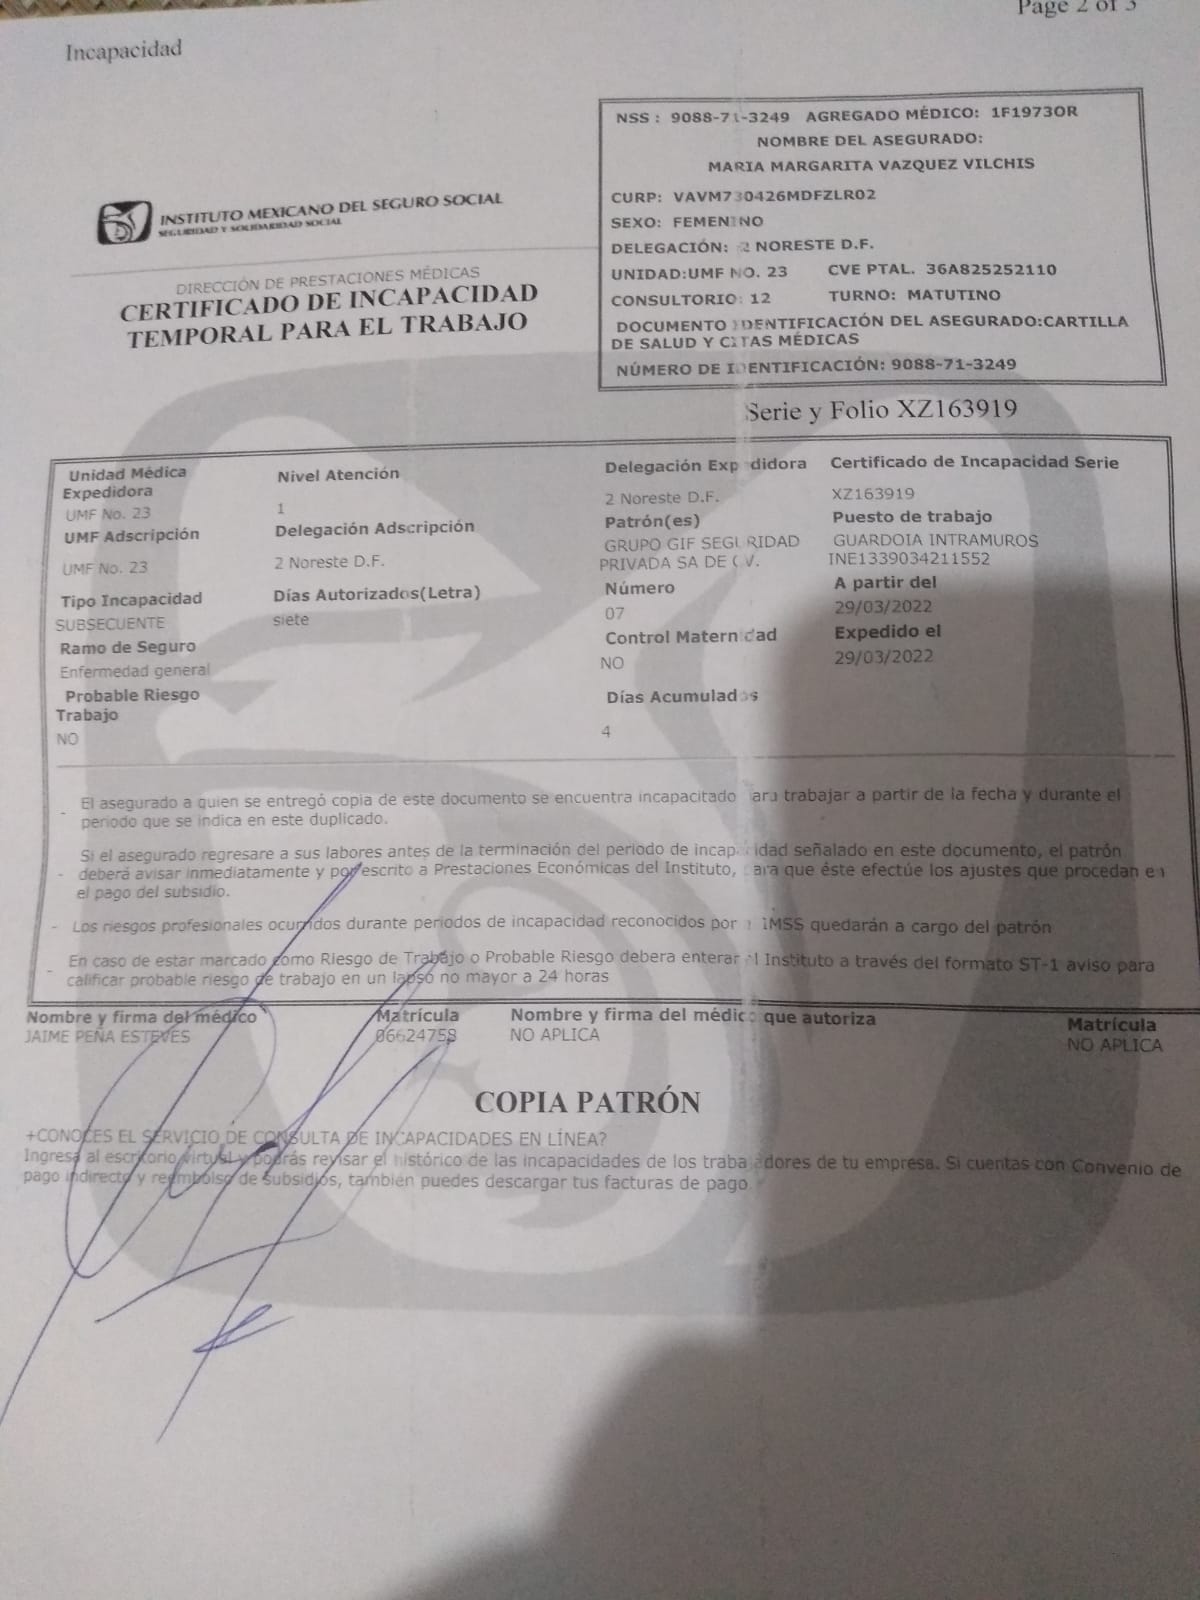 Page 2 of 3
Incapacidad
NSS : 9088-71-3249 AGREGADO MÉDICO: 1F1973OR
NOMBRE DEL ASEGURADO:
MARIA MARGARITA VAZQUEZ VILCHIS
CURP: VAVM730426MDFZLR02
SEXO: FEMENINO
DELEGACIÓN: 2 NORESTE D.F.
UNIDAD:UMF NO. 23 CVE PTAL. 36A825252110
CONSULTORIO: 12 TURNO: MATUTINO
DOCUMENTO IDENTIFICACIÓN DEL ASEGURADO:CARTILLA
DE SALUD Y CITAS MÉDICAS
NÚMERO DE IDENTIFICACIÓN: 9088-71-3249
INSTITUTO MEXICANO DEL SEGURO SOCIAL
SEGURIDAD Y SOLIDARIDAD SOCIAL
DIRECCIÓN DE PRESTACIONES MÉDICAS
CERTIFICADO DE INCAPACIDAD
TEMPORAL PARA EL TRABAJO
Serie y Folio XZ163919
Unidad Médica Expedidora
UMF No. 23
Nivel Atención
1
Delegación Expedidora
2 Noreste D.F.
Certificado de Incapacidad Serie
XZ163919
UMF Adscripción
UMF No. 23
Delegación Adscripción
2 Noreste D.F.
Patrón(es)
GRUPO GIF SEGURIDAD
PRIVADA SA DE CV.
Puesto de trabajo
GUARDOIA INTRAMUROS
INE1339034211552
Tipo Incapacidad
SUBSECUENTE
Días Autorizados(Letra)
siete
Número
07
A partir del
29/03/2022
Ramo de Seguro
Enfermedad general
Control Maternidad
NO
Expedido el
29/03/2022
Probable Riesgo
Trabajo
NO
Días Acumulados
4
- El asegurado a quien se entregó copia de este documento se encuentra incapacitado para trabajar a partir de la fecha y durante el
periodo que se indica en este duplicado.
Si el asegurado regresare a sus labores antes de la terminación del periodo de incapacidad señalado en este documento, el patrón
- deberá avisar inmediatamente y por escrito a Prestaciones Económicas del Instituto, para que éste efectúe los ajustes que procedan en
el pago del subsidio.
- Los riesgos profesionales ocurridos durante periodos de incapacidad reconocidos por el IMSS quedarán a cargo del patrón
- En caso de estar marcado como Riesgo de Trabajo o Probable Riesgo debera enterar al Instituto a través del formato ST-1 aviso para
calificar probable riesgo de trabajo en un lapso no mayor a 24 horas
Nombre y firma del médico Matrícula Nombre y firma del médico que autoriza Matrícula
JAIME PEÑA ESTEVES 06624758 NO APLICA NO APLICA
COPIA PATRÓN
+CONOCES EL SERVICIO DE CONSULTA DE INCAPACIDADES EN LÍNEA?
Ingresa al escritorio virtual y podrás revisar el histórico de las incapacidades de los trabajadores de tu empresa. Si cuentas con Convenio de
pago indirecto y reembolso de subsidios, también puedes descargar tus facturas de pago.